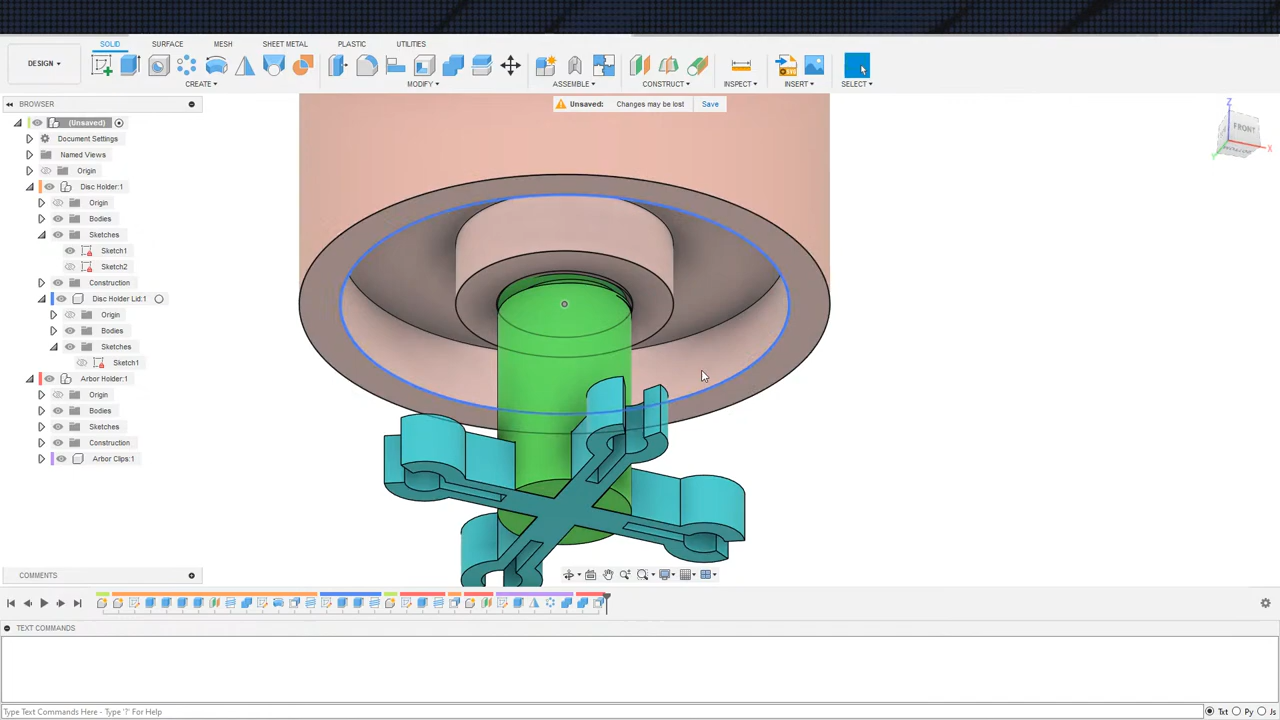 SOLID SURFACE MESH SHEET METAL PLASTIC UTILITIES
DESIGN
CREATE MODIFY ASSEMBLE CONSTRUCT INSPECT INSERT SELECT
BROWSER
Unsaved: Changes may be lost Save
(Unsaved)
Document Settings
Named Views
Origin
Disc Holder:1
Origin
Bodies
Sketches
Sketch1
Sketch2
Construction
Disc Holder Lid:1
Origin
Bodies
Sketches
Sketch1
Arbor Holder:1
Origin
Bodies
Sketches
Construction
Arbor Clips:1
Z
FRONT
X
Y
COMMENTS
TEXT COMMANDS
Type Text Commands Here - Type '?' For Help
Txt Py Js